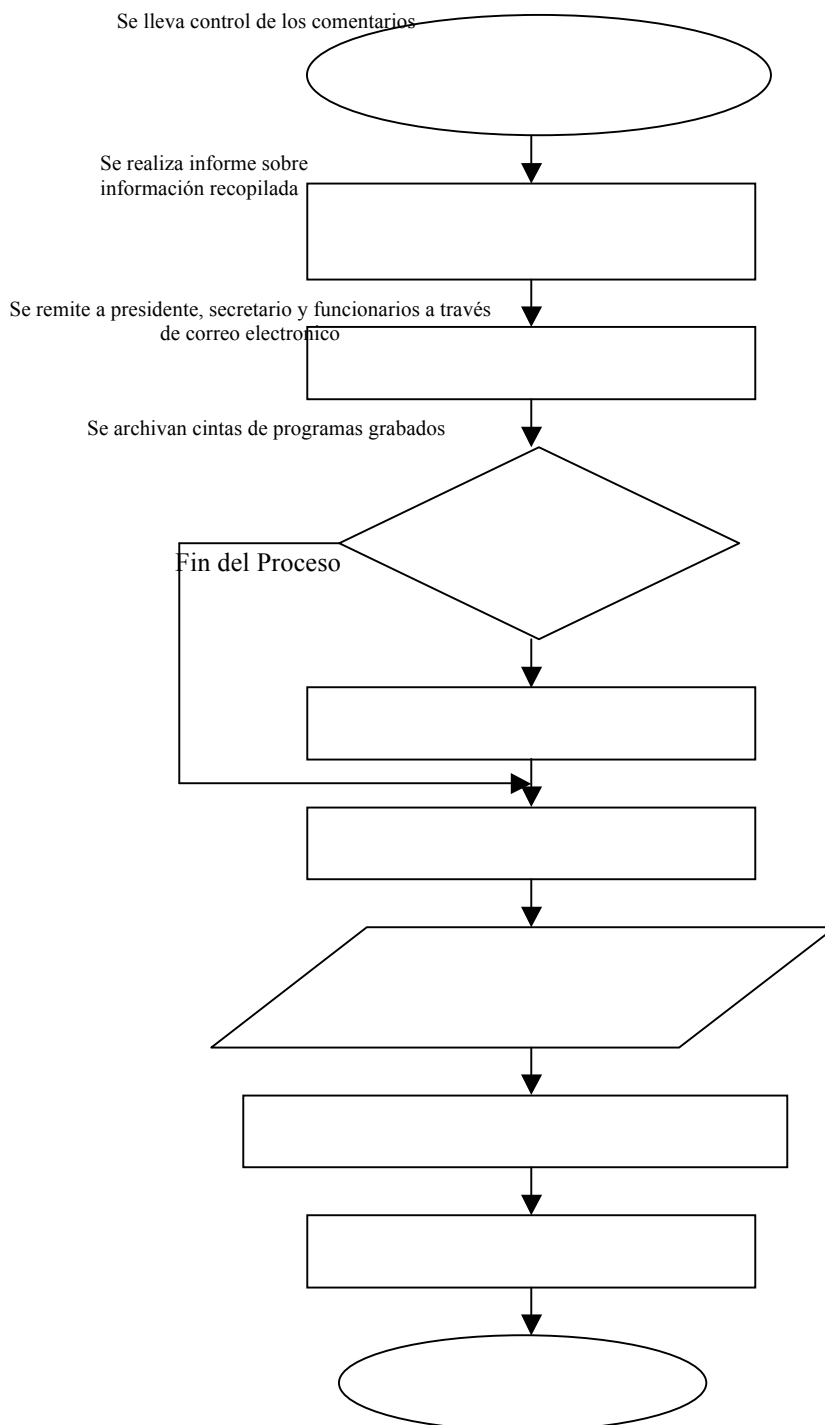 Se lleva control de los comentarios
Se realiza informe sobre
información recopilada
Se remite a presidente, secretario y funcionarios a través
de correo electronico
Se archivan cintas de programas grabados
Fin del Proceso